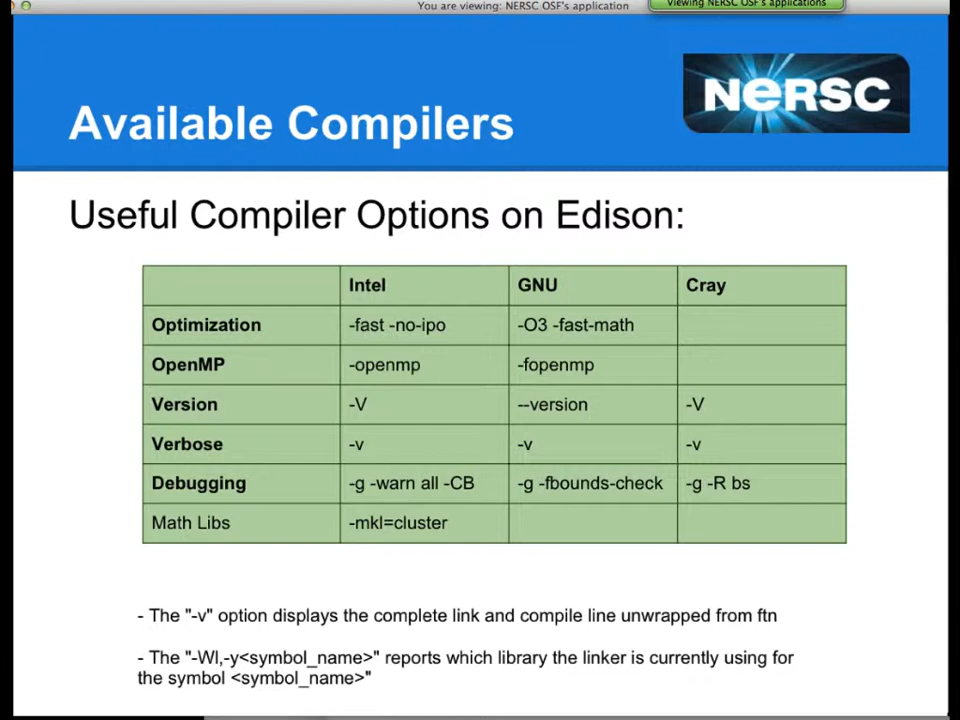 You are viewing: NERSC OSF's application
Viewing NERSC OSF's applications
NERSC
Available Compilers
Useful Compiler Options on Edison:
Intel GNU Cray
Optimization -fast -no-ipo -O3 -fast-math
OpenMP -openmp -fopenmp
Version -V --version -V
Verbose -v -v -v
Debugging -g -warn all -CB -g -fbounds-check -g -R bs
Math Libs -mkl=cluster
- The "-v" option displays the complete link and compile line unwrapped from ftn
- The "-Wl,-y<symbol_name>" reports which library the linker is currently using for
the symbol <symbol_name>"